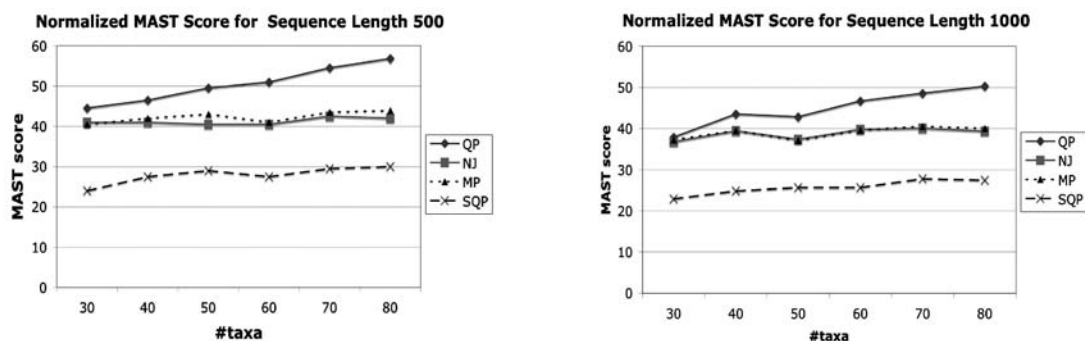 Normalized MAST Score for Sequence Length 500
60
50
40
30
20
10
0
MAST score
30 40 50 60 70 80
#taxa
QP
NJ
MP
SQP
Normalized MAST Score for Sequence Length 1000
60
50
40
30
20
10
0
MAST score
30 40 50 60 70 80
#taxa
QP
NJ
MP
SQP